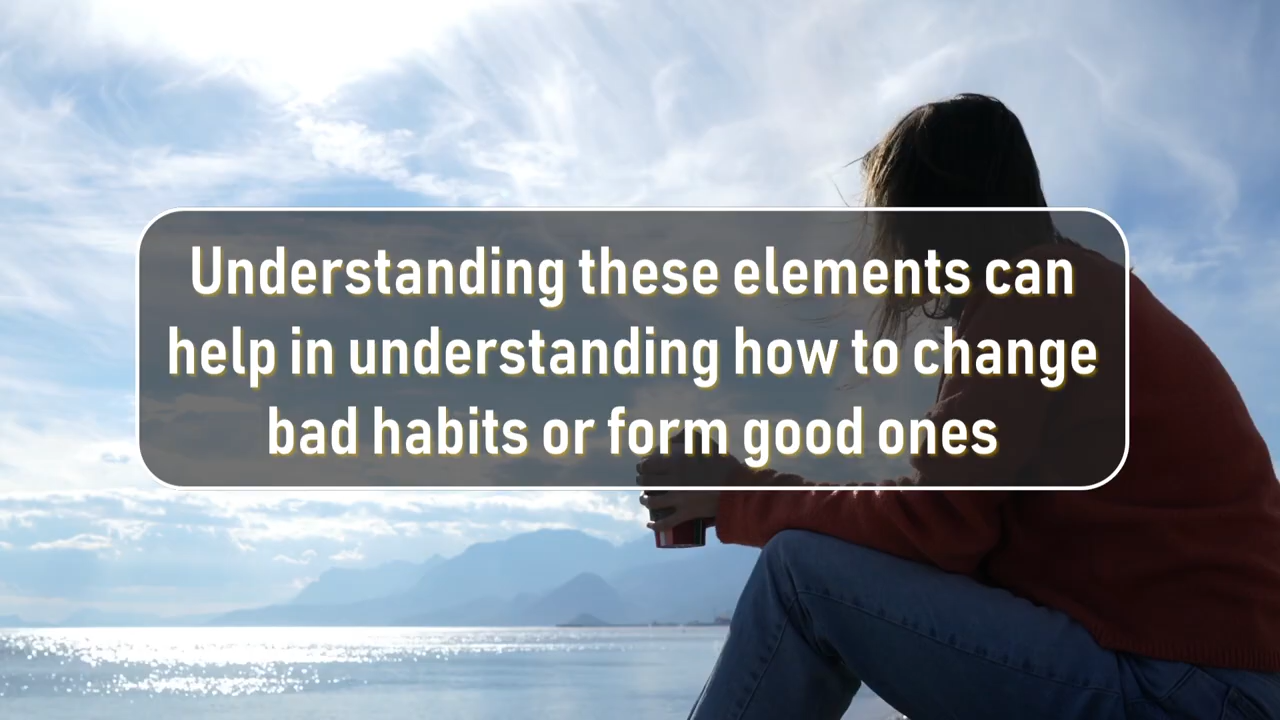 Understanding these elements can
help in understanding how to change
bad habits or form good ones